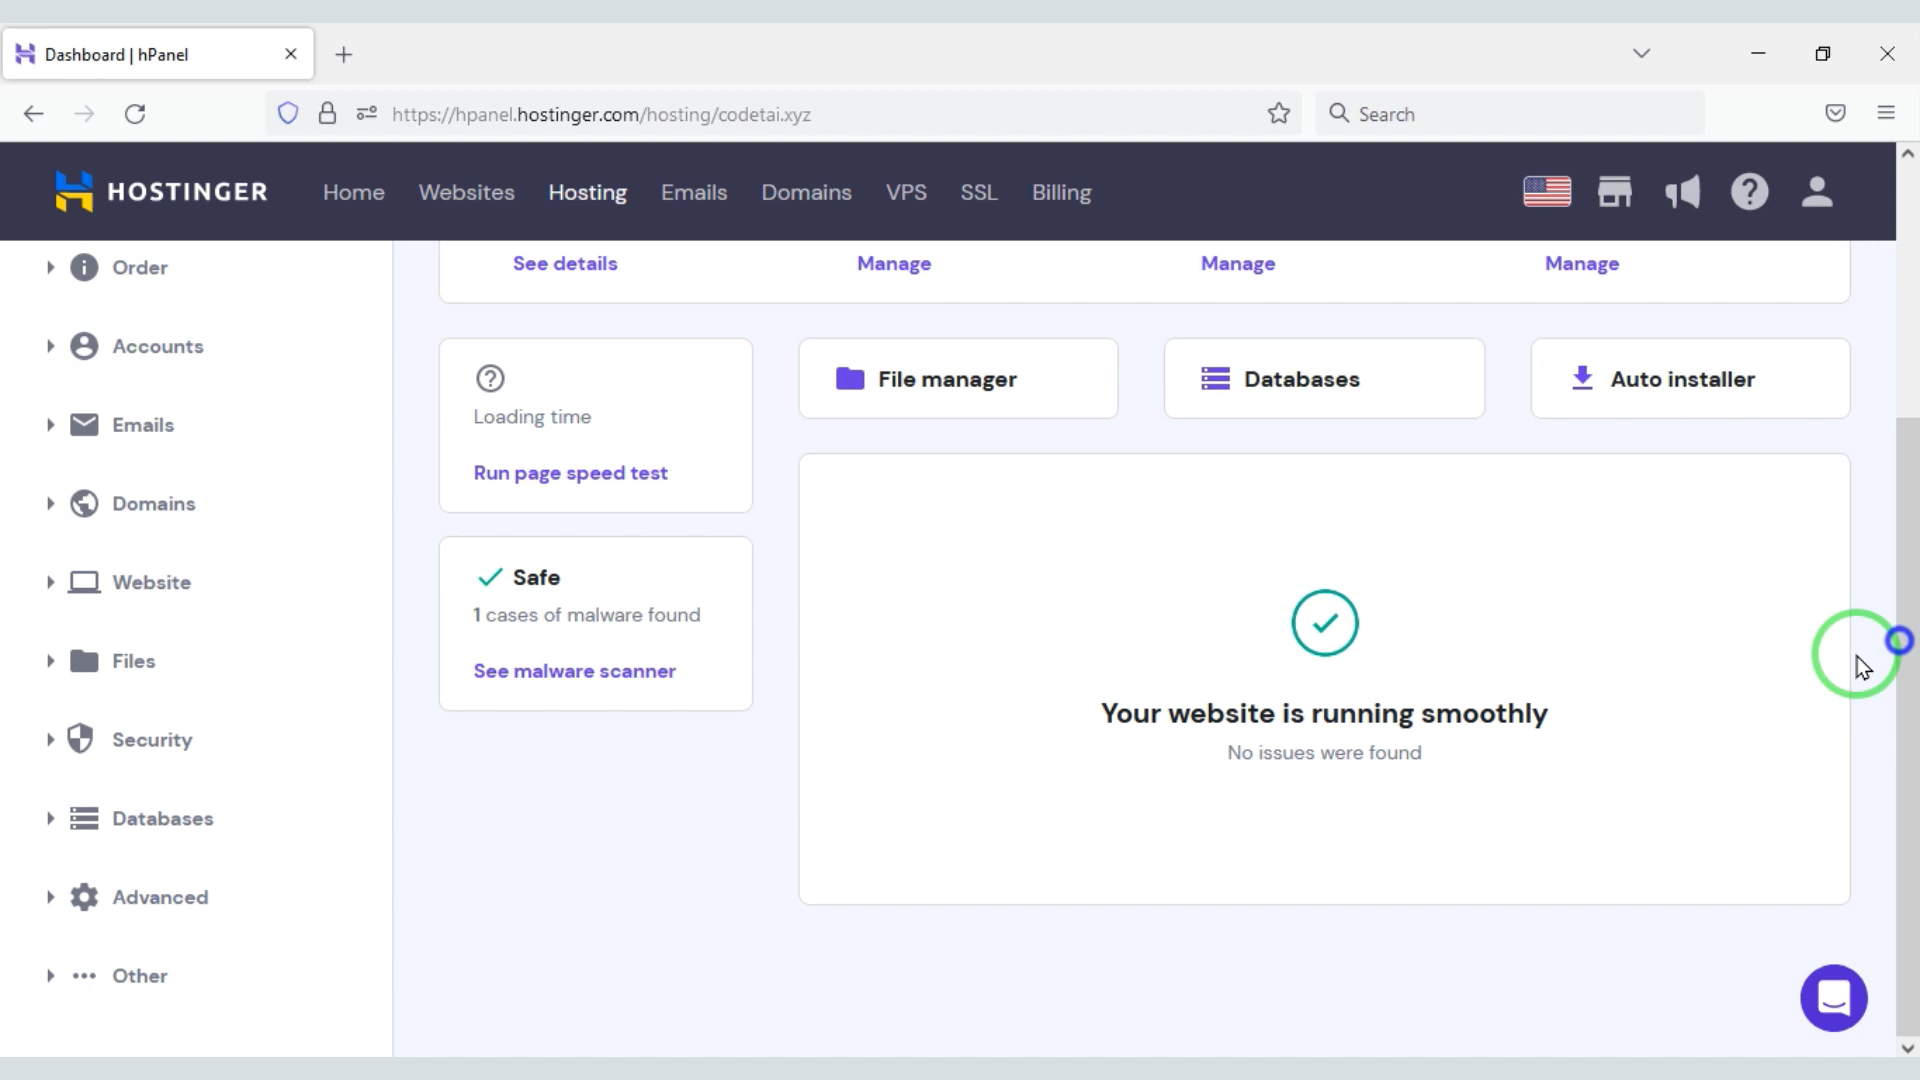 Dashboard | hPanel
https://hpanel.hostinger.com/hosting/codetai.xyz
Search
HOSTINGER
Home
Websites
Hosting
Emails
Domains
VPS
SSL
Billing
Order
Accounts
Emails
Domains
Website
Files
Security
Databases
Advanced
Other
See details
Manage
Manage
Manage
Loading time
Run page speed test
File manager
Databases
Auto installer
Safe
1 cases of malware found
See malware scanner
Your website is running smoothly
No issues were found